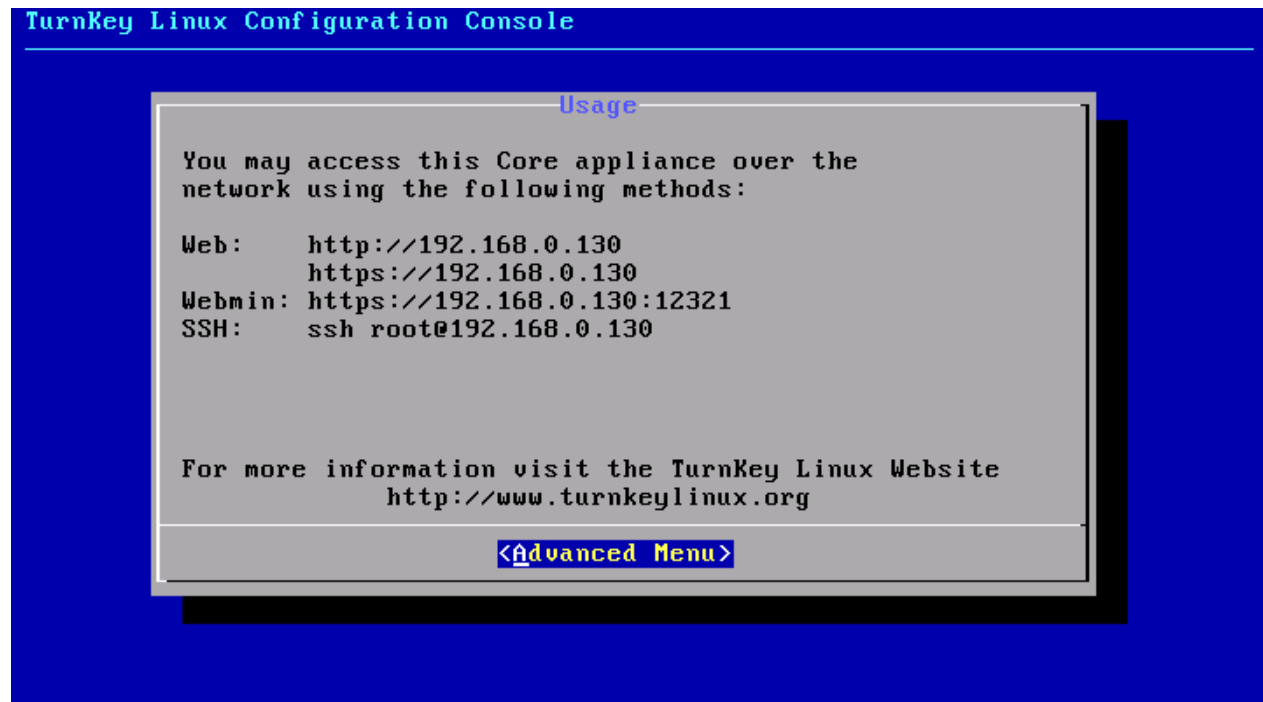 TurnKey Linux Configuration Console
Usage
You may access this Core appliance over the
network using the following methods:
Web: http://192.168.0.130
https://192.168.0.130
Webmin: https://192.168.0.130:12321
SSH: ssh root@192.168.0.130
For more information visit the TurnKey Linux Website
http://www.turnkeylinux.org
<Advanced Menu>